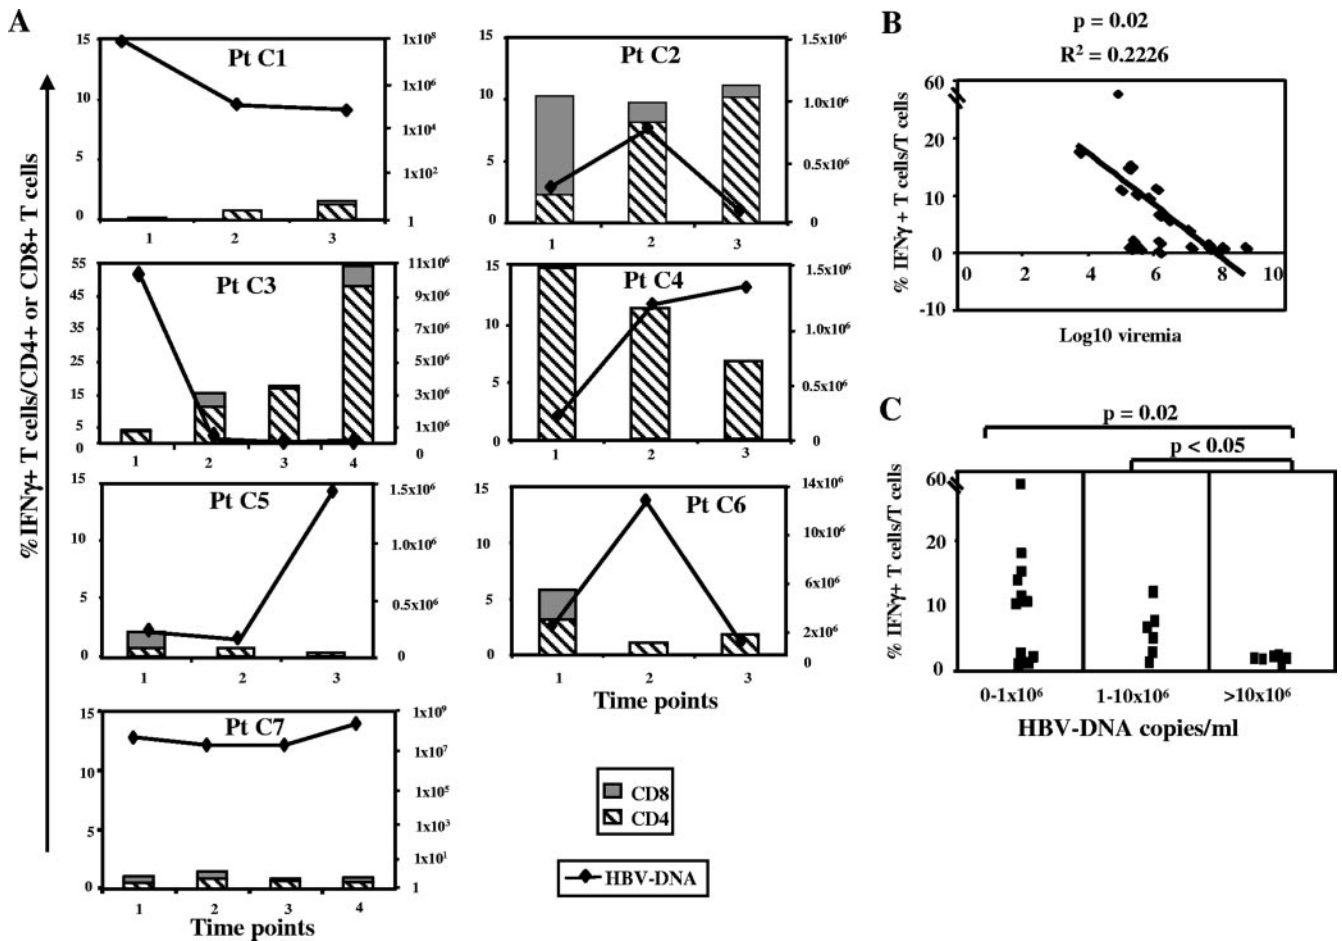 A
%IFNγ+ T cells/CD4+ or CD8+ T cells
Pt C1
15
10
5
0
1x10⁸
1x10⁶
1x10⁴
1x10²
1
1 2 3
Pt C2
15
10
5
0
1.5x10⁶
1.0x10⁶
0.5x10⁶
0
1 2 3
Pt C3
55
45
35
25
15
5
0
11x10⁶
9x10⁶
7x10⁶
6x10⁶
3x10⁶
1x10⁶
0
1 2 3 4
Pt C4
15
10
5
0
1.5x10⁶
1.0x10⁶
0.5x10⁶
0
1 2 3
Pt C5
15
10
5
0
1.5x10⁶
1.0x10⁶
0.5x10⁶
0
1 2 3
Pt C6
15
10
5
0
14x10⁶
10x10⁶
6x10⁶
2x10⁶
0
1 2 3
Time points
Pt C7
15
10
5
0
1x10⁹
1x10⁷
1x10⁵
1x10³
1x10¹
1
1 2 3 4
Time points
CD8
CD4
HBV-DNA
B
p = 0.02
R² = 0.2226
% IFNγ + T cells/T cells
60
20
10
0
-10
0 2 4 6 8 10
Log10 viremia
C
p = 0.02
p < 0.05
% IFNγ+ T cells/T cells
60
20
10
0
0-1x10⁶ 1-10x10⁶ >10x10⁶
HBV-DNA copies/ml